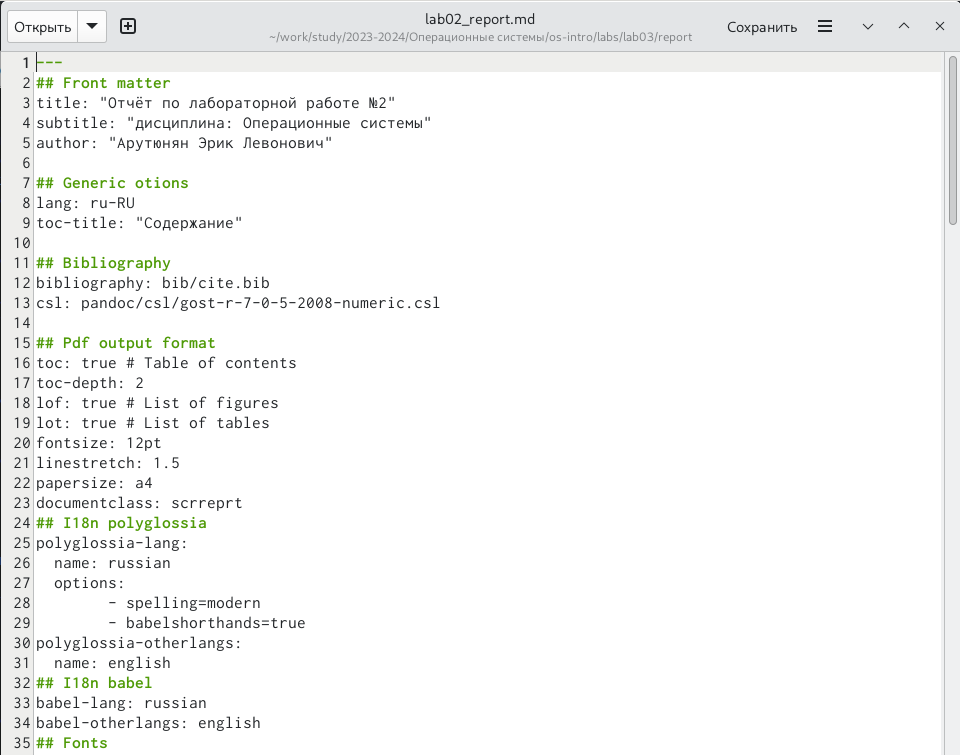 Открыть
lab02_report.md
~/work/study/2023-2024/Операционные системы/os-intro/labs/lab03/report
Сохранить
1 ---
2 ## Front matter
3 title: "Отчёт по лабораторной работе №2"
4 subtitle: "дисциплина: Операционные системы"
5 author: "Арутюнян Эрик Левонович"
6
7 ## Generic otions
8 lang: ru-RU
9 toc-title: "Содержание"
10
11 ## Bibliography
12 bibliography: bib/cite.bib
13 csl: pandoc/csl/gost-r-7-0-5-2008-numeric.csl
14
15 ## Pdf output format
16 toc: true # Table of contents
17 toc-depth: 2
18 lof: true # List of figures
19 lot: true # List of tables
20 fontsize: 12pt
21 linestretch: 1.5
22 papersize: a4
23 documentclass: scrreprt
24 ## I18n polyglossia
25 polyglossia-lang:
26   name: russian
27   options:
28         - spelling=modern
29         - babelshorthands=true
30 polyglossia-otherlangs:
31   name: english
32 ## I18n babel
33 babel-lang: russian
34 babel-otherlangs: english
35 ## Fonts